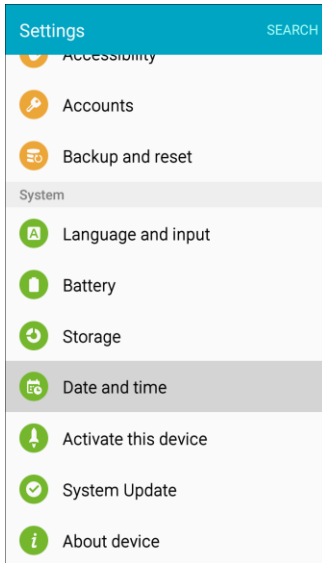 Settings
SEARCH
Accessibility
Accounts
Backup and reset
System
A
Language and input
Battery
Storage
Date and time
Activate this device
System Update
i
About device